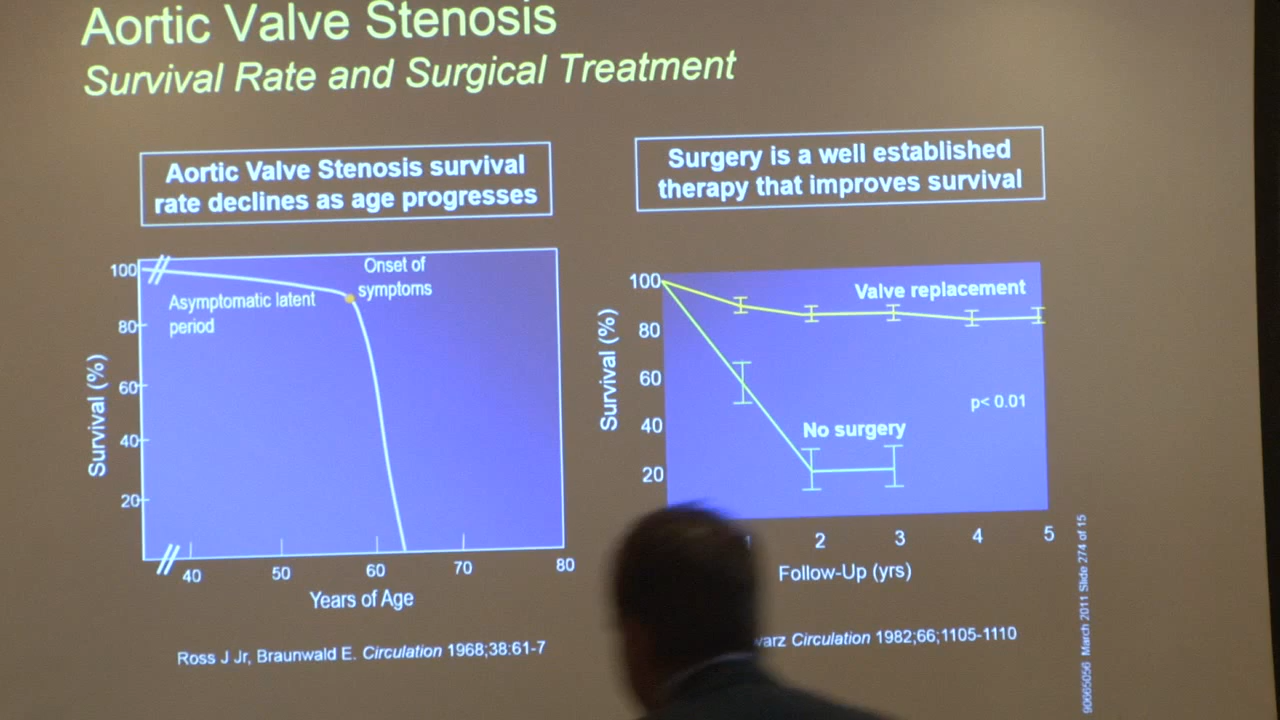 Aortic Valve Stenosis
Survival Rate and Surgical Treatment
Aortic Valve Stenosis survival
rate declines as age progresses
100
80
60
40
20
Survival (%)
Asymptomatic latent
period
Onset of
symptoms
40 50 60 70 80
Years of Age
Ross J Jr, Braunwald E. Circulation 1968;38:61-7
Surgery is a well established
therapy that improves survival
100
80
60
40
20
Survival (%)
Valve replacement
p< 0.01
No surgery
2 3 4 5
Follow-Up (yrs)
Circulation 1982;66;1105-1110
March 2011 Slide 274 of 15